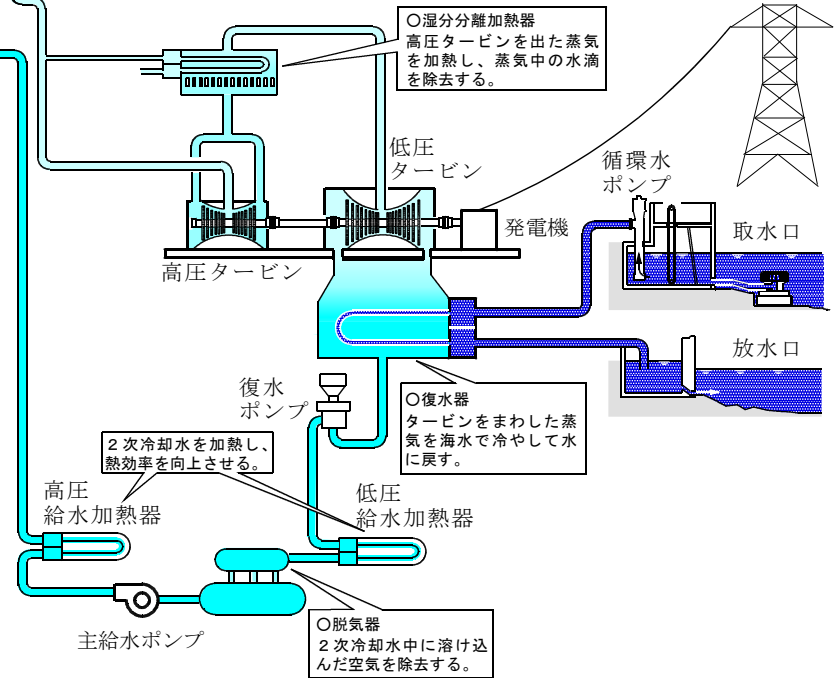 〇湿分分離加熱器
高圧タービンを出た蒸気
を加熱し、蒸気中の水滴
を除去する。
低圧
タービン
循環水
ポンプ
発電機
取水口
高圧タービン
放水口
復水
ポンプ
〇復水器
タービンをまわした蒸
気を海水で冷やして水
に戻す。
２次冷却水を加熱し、
熱効率を向上させる。
高圧
給水加熱器
低圧
給水加熱器
主給水ポンプ
〇脱気器
２次冷却水中に溶け込
んだ空気を除去する。